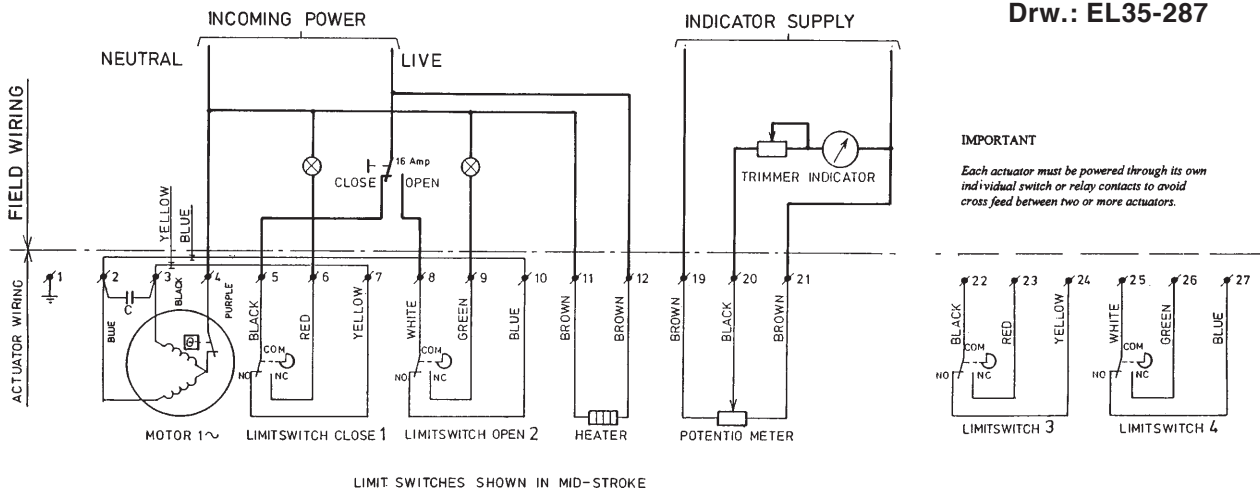 Drw.: EL35-287
INCOMING POWER
INDICATOR SUPPLY
NEUTRAL
LIVE
FIELD WIRING
16 Amp
CLOSE
OPEN
TRIMMER
INDICATOR
IMPORTANT
Each actuator must be powered through its own
individual switch or relay contacts to avoid
cross feed between two or more actuators.
YELLOW
BLUE
ACTUATOR WIRING
1
2
3
4
5
6
7
8
9
10
11
12
19
20
21
22
23
24
25
26
27
C
BLUE
BLACK
PURPLE
BLACK
RED
YELLOW
WHITE
GREEN
BLUE
BROWN
BROWN
BROWN
BLACK
BROWN
BLACK
RED
YELLOW
WHITE
GREEN
BLUE
COM
NO
NC
COM
NO
NC
COM
NO
NC
COM
NO
NC
MOTOR 1~
LIMITSWITCH CLOSE 1
LIMITSWITCH OPEN 2
HEATER
POTENTIO METER
LIMITSWITCH 3
LIMITSWITCH 4
LIMIT SWITCHES SHOWN IN MID-STROKE